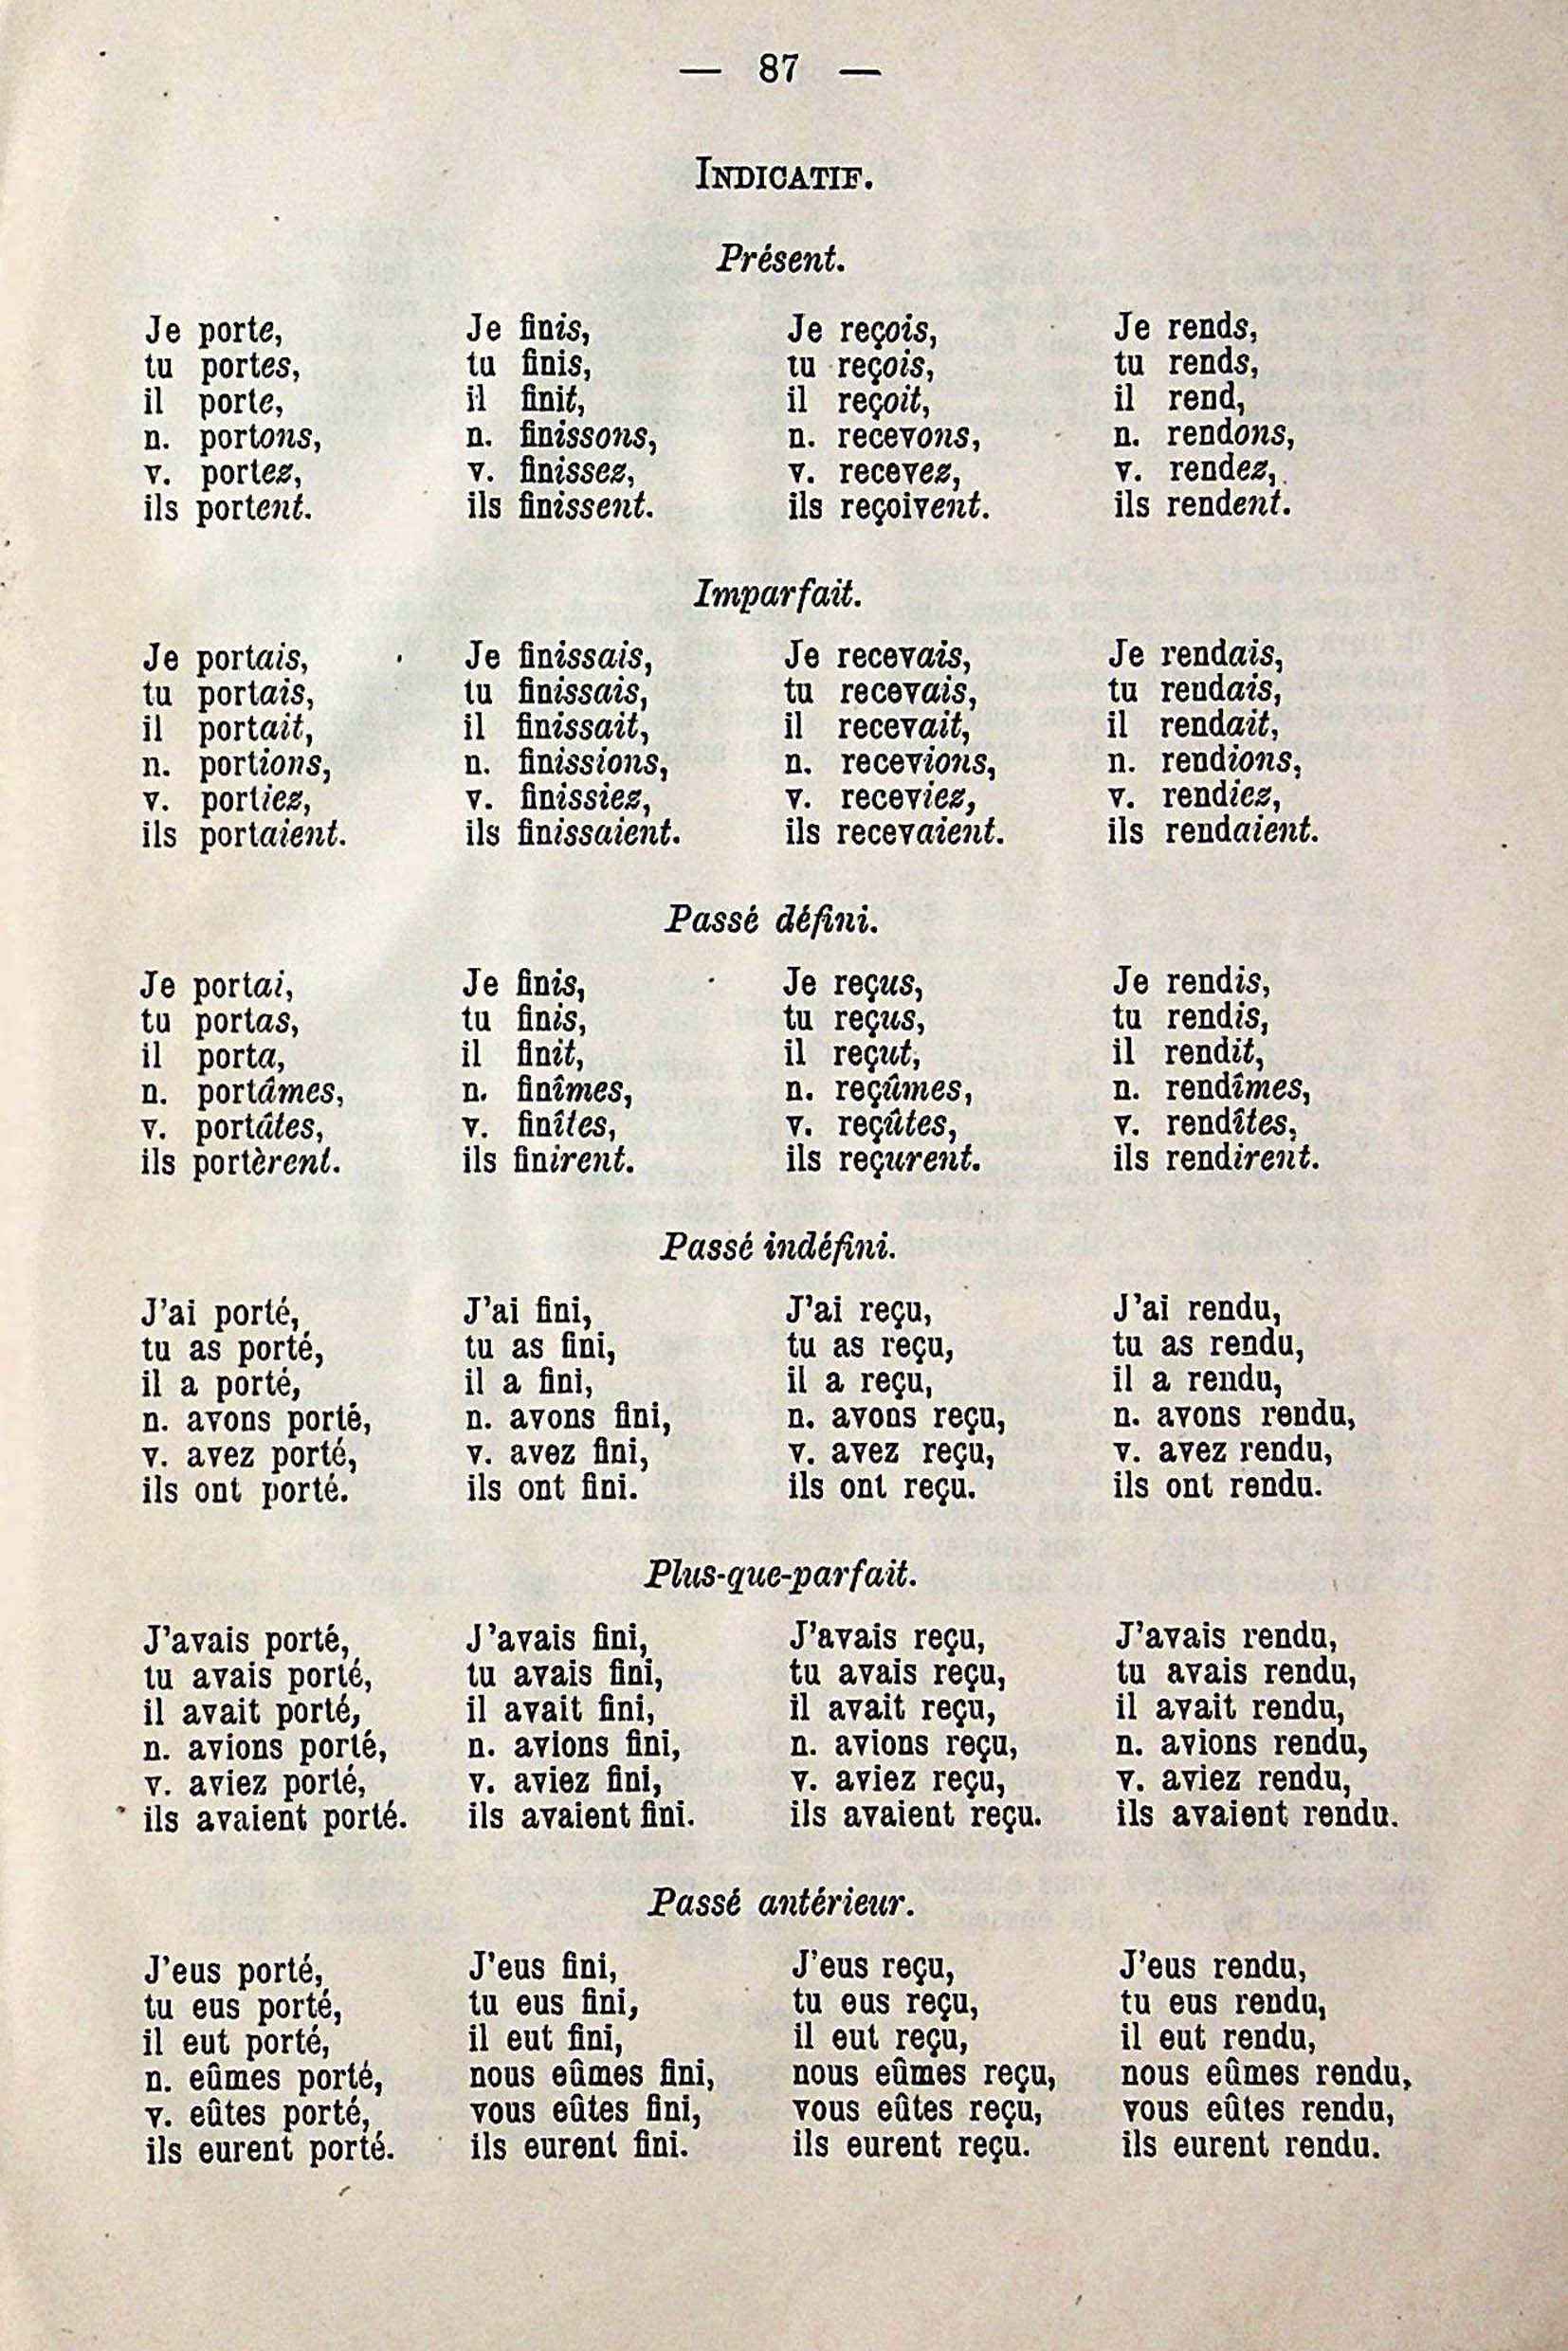 — 87 —
INDICATIF.
Présent.
Je porte, Je finis, Je reçois, Je rends,
tu portes, tu finis, tu reçois, tu rends,
il porte, il finit, il reçoit, il rend,
n. portons, n. finissons, n. recevons, n. rendons,
v. portez, v. finissez, v. recevez, v. rendez,
ils portent. ils finissent. ils reçoivent. ils rendent.
Imparfait.
Je portais, Je finissais, Je recevais, Je rendais,
tu portais, tu finissais, tu recevais, tu rendais,
il portait, il finissait, il recevait, il rendait,
n. portions, n. finissions, n. recevions, n. rendions,
v. portiez, v. finissiez, v. receviez, v. rendiez,
ils portaient. ils finissaient. ils recevaient. ils rendaient.
Passé défini.
Je portai, Je finis, Je reçus, Je rendis,
tu portas, tu finis, tu reçus, tu rendis,
il porta, il finit, il reçut, il rendit,
n. portâmes, n. finîmes, n. reçûmes, n. rendîmes,
v. portâtes, v. finîtes, v. reçûtes, v. rendîtes,
ils portèrent. ils finirent. ils reçurent. ils rendirent.
Passé indéfini.
J'ai porté, J'ai fini, J'ai reçu, J'ai rendu,
tu as porté, tu as fini, tu as reçu, tu as rendu,
il a porté, il a fini, il a reçu, il a rendu,
n. avons porté, n. avons fini, n. avons reçu, n. avons rendu,
v. avez porté, v. avez fini, v. avez reçu, v. avez rendu,
ils ont porté. ils ont fini. ils ont reçu. ils ont rendu.
Plus-que-parfait.
J'avais porté, J'avais fini, J'avais reçu, J'avais rendu,
tu avais porté, tu avais fini, tu avais reçu, tu avais rendu,
il avait porté, il avait fini, il avait reçu, il avait rendu,
n. avions porté, n. avions fini, n. avions reçu, n. avions rendu,
v. aviez porté, v. aviez fini, v. aviez reçu, v. aviez rendu,
ils avaient porté. ils avaient fini. ils avaient reçu. ils avaient rendu.
Passé antérieur.
J'eus porté, J'eus fini, J'eus reçu, J'eus rendu,
tu eus porté, tu eus fini, tu eus reçu, tu eus rendu,
il eut porté, il eut fini, il eut reçu, il eut rendu,
n. eûmes porté, nous eûmes fini, nous eûmes reçu, nous eûmes rendu,
v. eûtes porté, vous eûtes fini, vous eûtes reçu, vous eûtes rendu,
ils eurent porté. ils eurent fini. ils eurent reçu. ils eurent rendu.